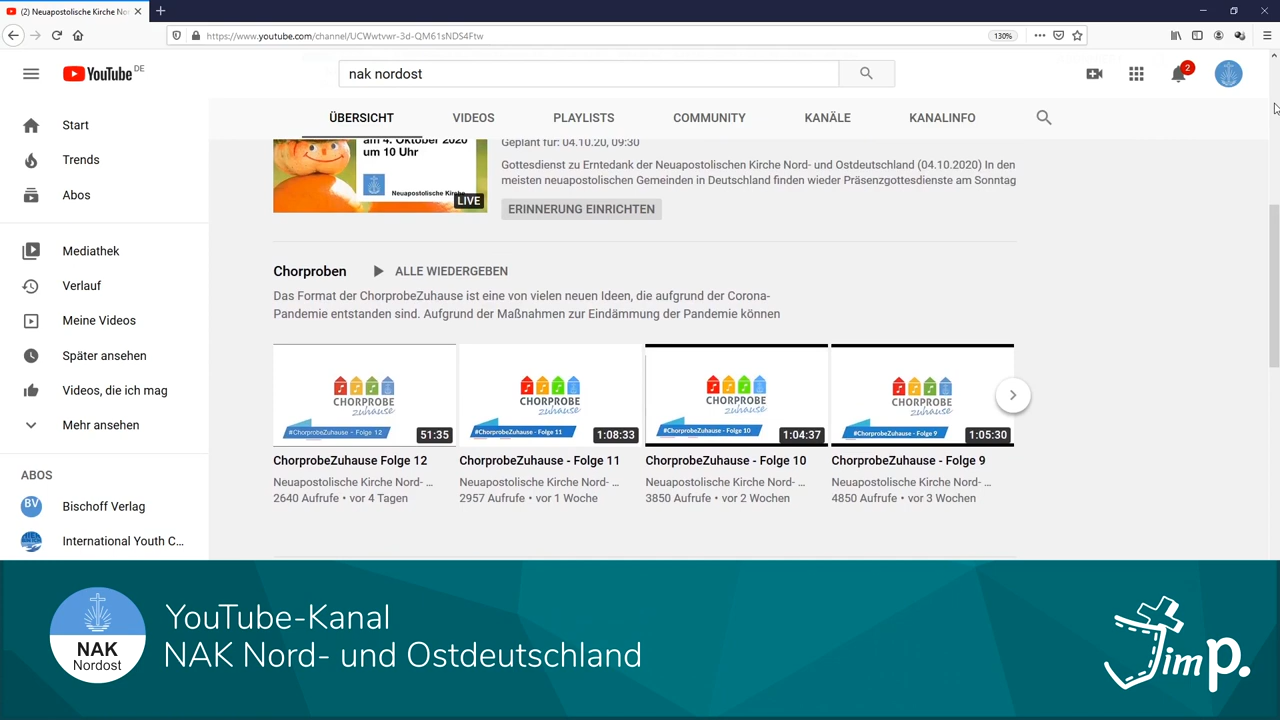 (2) Neuapostolische Kirche Nor
https://www.youtube.com/channel/UCWwtvwr-3d-QM61sNDS4Ftw
130%
YouTube DE
nak nordost
2
ÜBERSICHT VIDEOS PLAYLISTS COMMUNITY KANÄLE KANALINFO
Start
Trends
Abos
Mediathek
Verlauf
Meine Videos
Später ansehen
Videos, die ich mag
Mehr ansehen
ABOS
BV Bischoff Verlag
International Youth C...
am 4. Oktober 2020
um 10 Uhr
Neuapostolische Kirche
LIVE
Geplant für: 04.10.20, 09:30
Gottesdienst zu Erntedank der Neuapostolischen Kirche Nord- und Ostdeutschland (04.10.2020) In den
meisten neuapostolischen Gemeinden in Deutschland finden wieder Präsenzgottesdienste am Sonntag
ERINNERUNG EINRICHTEN
Chorproben ALLE WIEDERGEBEN
Das Format der ChorprobeZuhause ist eine von vielen neuen Ideen, die aufgrund der Corona-
Pandemie entstanden sind. Aufgrund der Maßnahmen zur Eindämmung der Pandemie können
CHORPROBE
zuhause
#ChorprobeZuhause - Folge 12
51:35
ChorprobeZuhause Folge 12
Neuapostolische Kirche Nord- ...
2640 Aufrufe • vor 4 Tagen
CHORPROBE
zuhause
#ChorprobeZuhause - Folge 11
1:08:33
ChorprobeZuhause - Folge 11
Neuapostolische Kirche Nord- ...
2957 Aufrufe • vor 1 Woche
CHORPROBE
zuhause
#ChorprobeZuhause - Folge 10
1:04:37
ChorprobeZuhause - Folge 10
Neuapostolische Kirche Nord- ...
3850 Aufrufe • vor 2 Wochen
CHORPROBE
zuhause
#ChorprobeZuhause - Folge 9
1:05:30
ChorprobeZuhause - Folge 9
Neuapostolische Kirche Nord- ...
4850 Aufrufe • vor 3 Wochen
NAK
Nordost
YouTube-Kanal
NAK Nord- und Ostdeutschland
JimP.